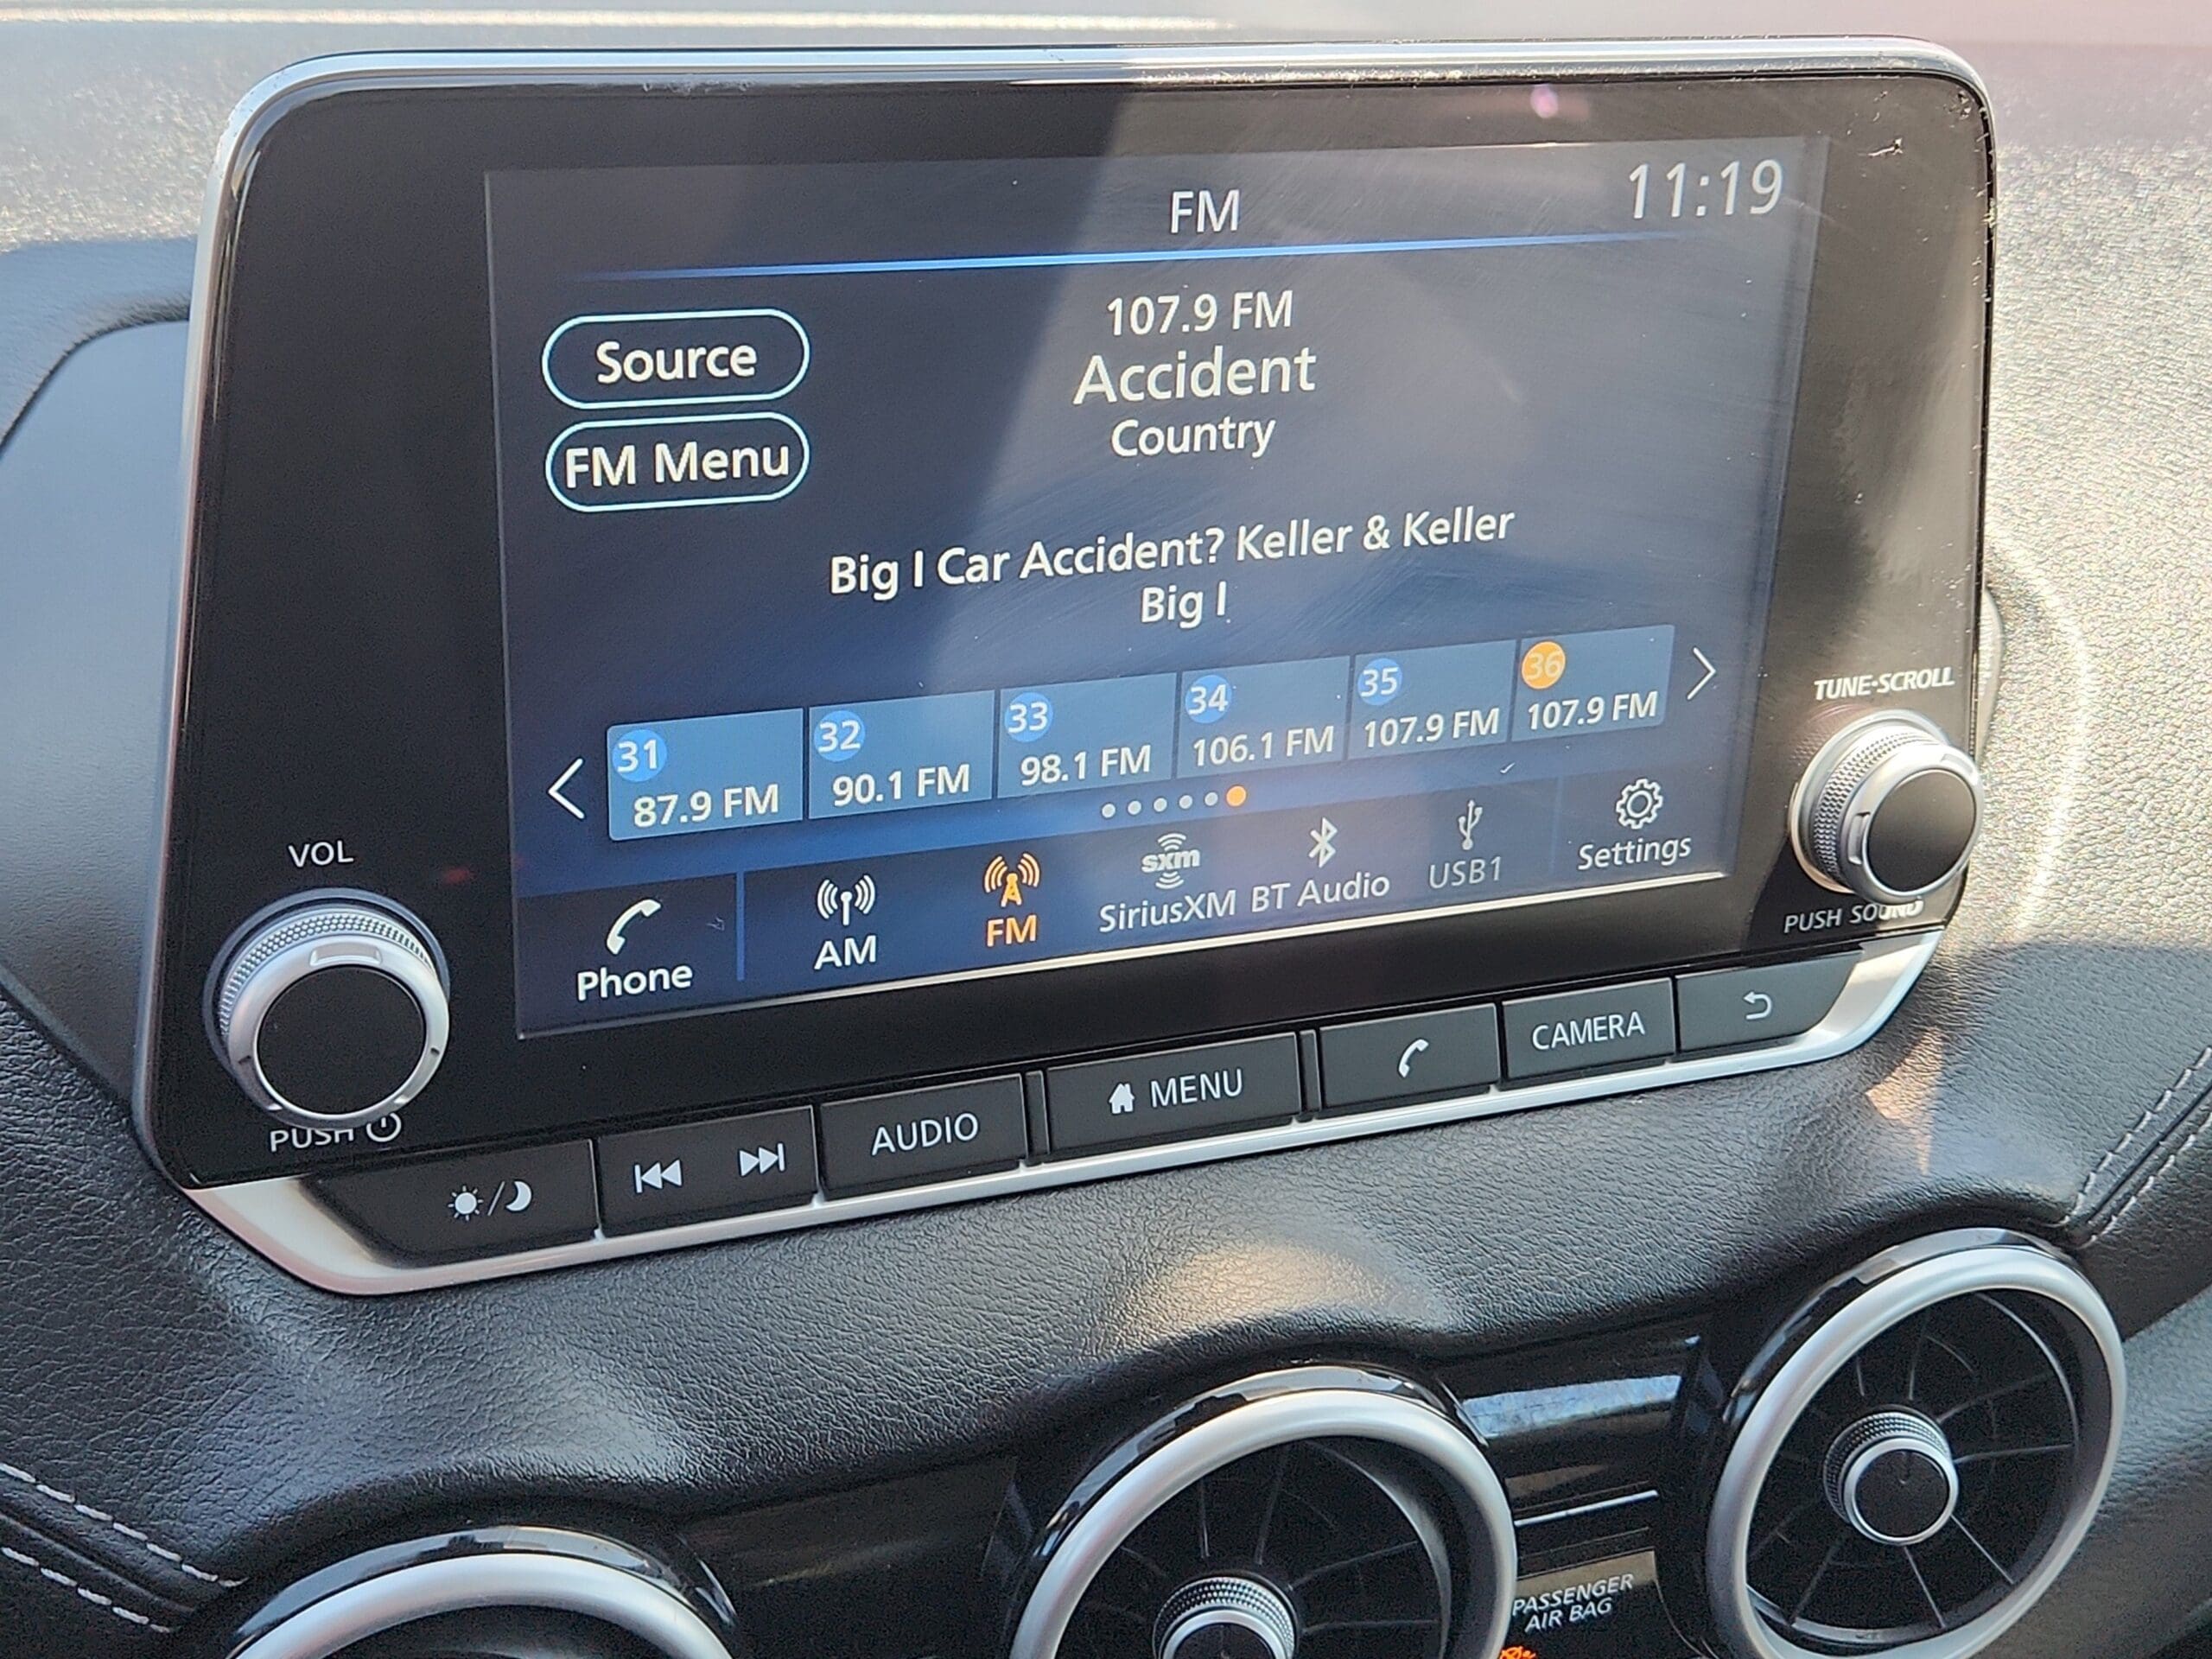 FM 11:19
107.9 FM
Source
Accident
Country
FM Menu
Big I Car Accident? Keller & Keller
Big I
31 32 33 34 35 36
87.9 FM 90.1 FM 98.1 FM 106.1 FM 107.9 FM 107.9 FM
Phone AM FM sxm SiriusXM BT Audio USB1 Settings
VOL
PUSH
TUNE•SCROLL
PUSH SOUND
AUDIO MENU CAMERA
PASSENGER
AIR BAG